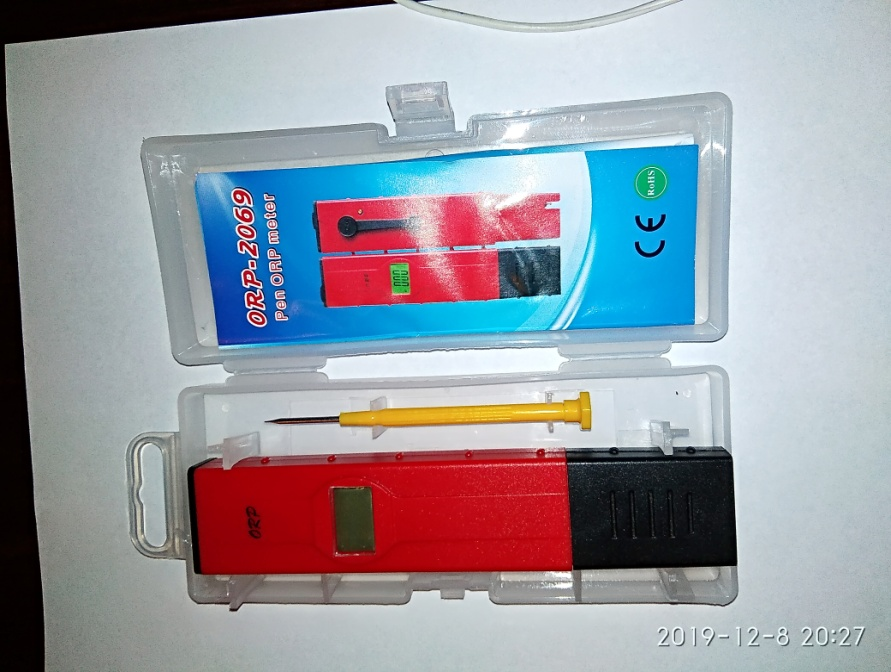 ORP-2069
Pen ORP meter
RoHS
CE
ORP
2019-12-8 20:27